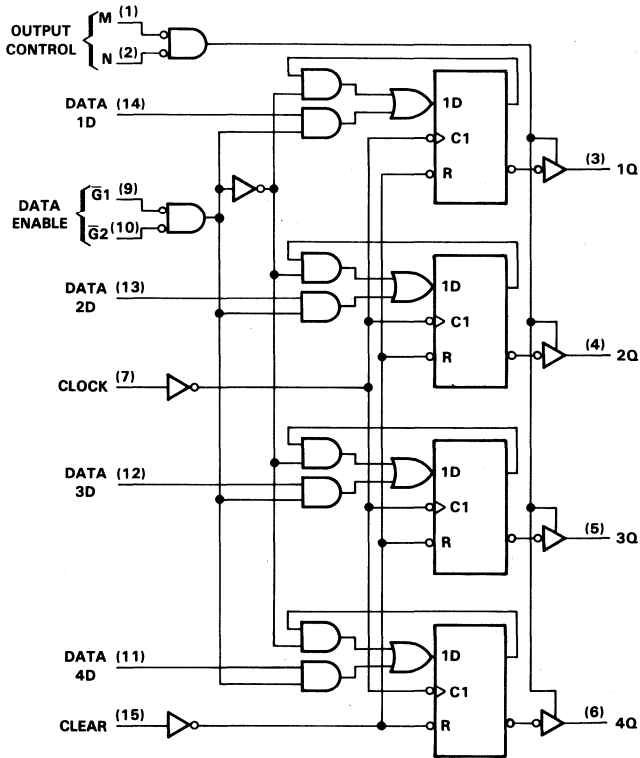 OUTPUT CONTROL
M (1)
N (2)
DATA 1D (14)
1D
C1
R
(3) 1Q
DATA ENABLE
G̅1 (9)
G̅2 (10)
DATA 2D (13)
1D
C1
R
(4) 2Q
CLOCK (7)
DATA 3D (12)
1D
C1
R
(5) 3Q
DATA 4D (11)
1D
C1
R
(6) 4Q
CLEAR (15)